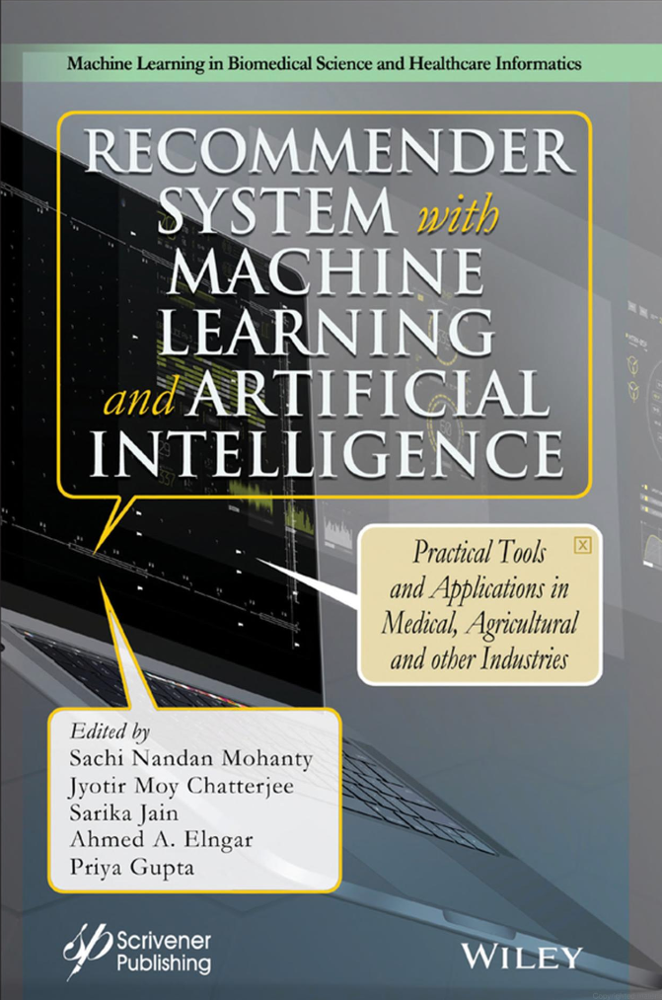 Machine Learning in Biomedical Science and Healthcare Informatics
RECOMMENDER
SYSTEM with
MACHINE
LEARNING
and ARTIFICIAL
INTELLIGENCE
Practical Tools
X
and Applications in
Medical, Agricultural
and other Industries
Edited by
Sachi Nandan Mohanty
Jyotir Moy Chatterjee
Sarika Jain
Ahmed A. Elngar
Priya Gupta
sp
Scrivener
Publishing
WILEY